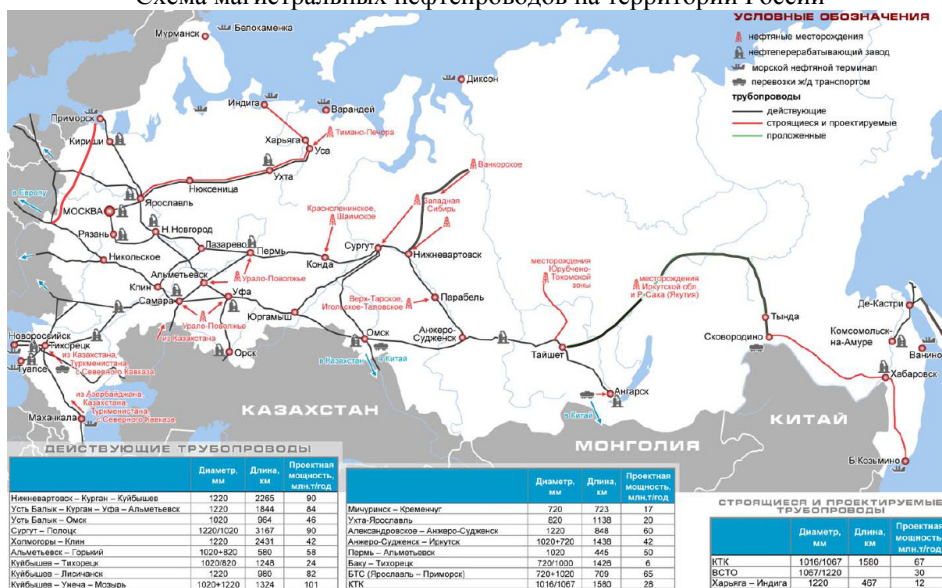 Схема магистральных нефтепроводов на территории России
УСЛОВНЫЕ ОБОЗНАЧЕНИЯ
нефтяные месторождения
нефтеперерабатывающий завод
морской нефтяной терминал
перевозки ж/д транспортом
трубопроводы
действующие
строящиеся и проектируемые
проложенные
Мурманск
Белокаменка
Диксон
Индига
Варандей
Приморск
Кириши
Харьяга
Тимано-Печора
Уса
Ванкорское
Ухта
Нюксеница
в Европу
Ярославль
МОСКВА
Западная
Сибирь
Красноленинское,
Шаимское
Рязань
Н.Новгород
Лазарево
Пермь
Сургут
Нижневартовск
Никольское
Конда
месторождения
Юрубчено-
Тохомской
зоны
месторождения
Иркутской обл.
и Р.Саха (Якутия)
Альметьевск
Урало-Поволжье
Клин
Уфа
Самара
Верх-Тарское,
Игольское-Таловское
Парабель
Юргамыш
Урало-Поволжье
из Казахстана
Орск
Омск
Анжеро-
Судженск
Тайшет
Тында
Сковородино
Де-Кастри
Комсомольск-
на-Амуре
Ванино
Хабаровск
Новороссийск
Тихорецк
из Казахстана,
Туркменистана,
с Северного Кавказа
Туапсе
в Казахстан
в Китай
Ангарск
в Китай
из Азербайджана,
Казахстана,
Туркменистана,
с Северного Кавказа
Махачкала
КАЗАХСТАН
МОНГОЛИЯ
КИТАЙ
Б.Козьмино
ДЕЙСТВУЮЩИЕ ТРУБОПРОВОДЫ
Диаметр, мм Длина, км Проектная мощность, млн.т/год
Нижневартовск – Курган – Куйбышев 1220 2265 90
Усть Балык – Курган – Уфа – Альметьевск 1220 1844 84
Усть Балык – Омск 1020 964 46
Сургут – Полоцк 1220/1020 3167 90
Холмогоры – Клин 1220 2431 42
Альметьевск – Горький 1020+820 580 58
Куйбышев – Тихорецк 1020/820 1248 24
Куйбышев – Лисичанск 1220 980 82
Куйбышев – Унеча – Мозырь 1020+1220 1324 101
Диаметр, мм Длина, км Проектная мощность, млн.т/год
Мичуринск – Кременчуг 720 723 17
Ухта-Ярославль 820 1138 20
Александровское – Анжеро-Судженск 1220 848 60
Анжеро-Судженск – Иркутск 1020+720 1438 42
Пермь – Альметьевск 1020 445 50
Баку – Тихорецк 720/1000 1428 6
БТС (Ярославль – Приморск) 720+1020 709 65
КТК 1016/1067 1580 28
СТРОЯЩИЕСЯ И ПРОЕКТИРУЕМЫЕ
ТРУБОПРОВОДЫ
Диаметр, мм Длина, км Проектная мощность, млн.т/год
КТК 1016/1067 1580 67
ВСТО 1067/1220 30
Харьяга – Индига 1220 467 12